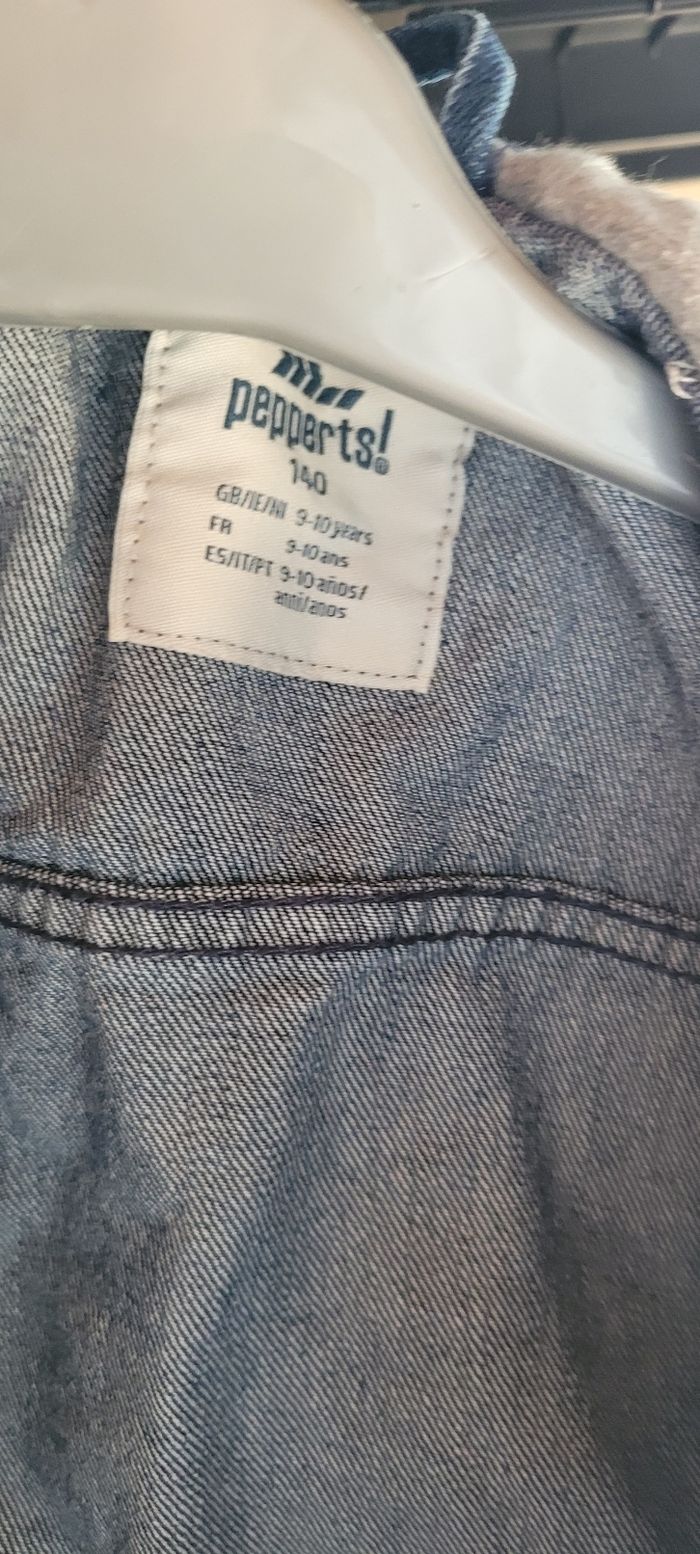 pepperts!®
140
GB/IE/NI 9-10 years
FR 9-10 ans
ES/IT/PT 9-10 años/
anni/anos